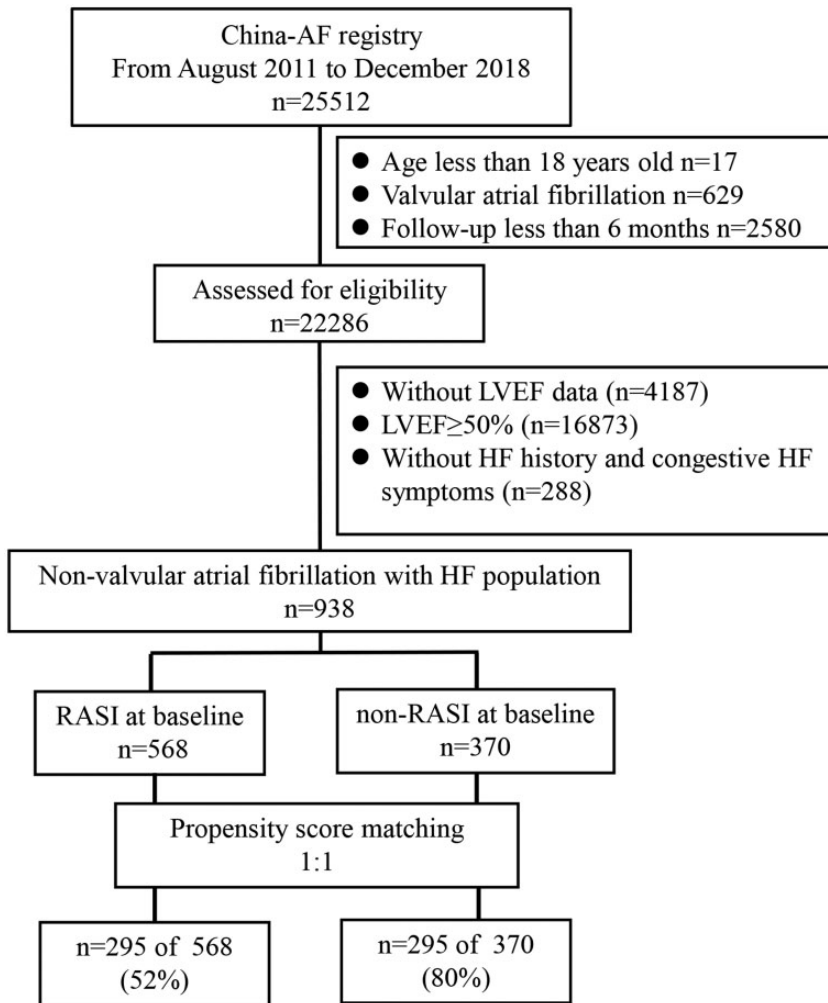 China-AF registry
From August 2011 to December 2018
n=25512
● Age less than 18 years old n=17
● Valvular atrial fibrillation n=629
● Follow-up less than 6 months n=2580
Assessed for eligibility
n=22286
● Without LVEF data (n=4187)
● LVEF≥50% (n=16873)
● Without HF history and congestive HF
symptoms (n=288)
Non-valvular atrial fibrillation with HF population
n=938
RASI at baseline
n=568
non-RASI at baseline
n=370
Propensity score matching
1:1
n=295 of 568
(52%)
n=295 of 370
(80%)